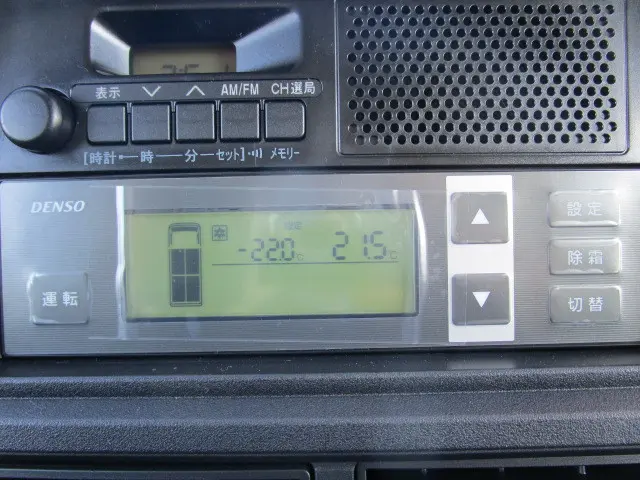 表示 ∨ ∧ AM/FM CH選局
[時計 時 分 セット] メモリー
DENSO
-22.0℃ 21.5℃
設定
運転
除霜
切替